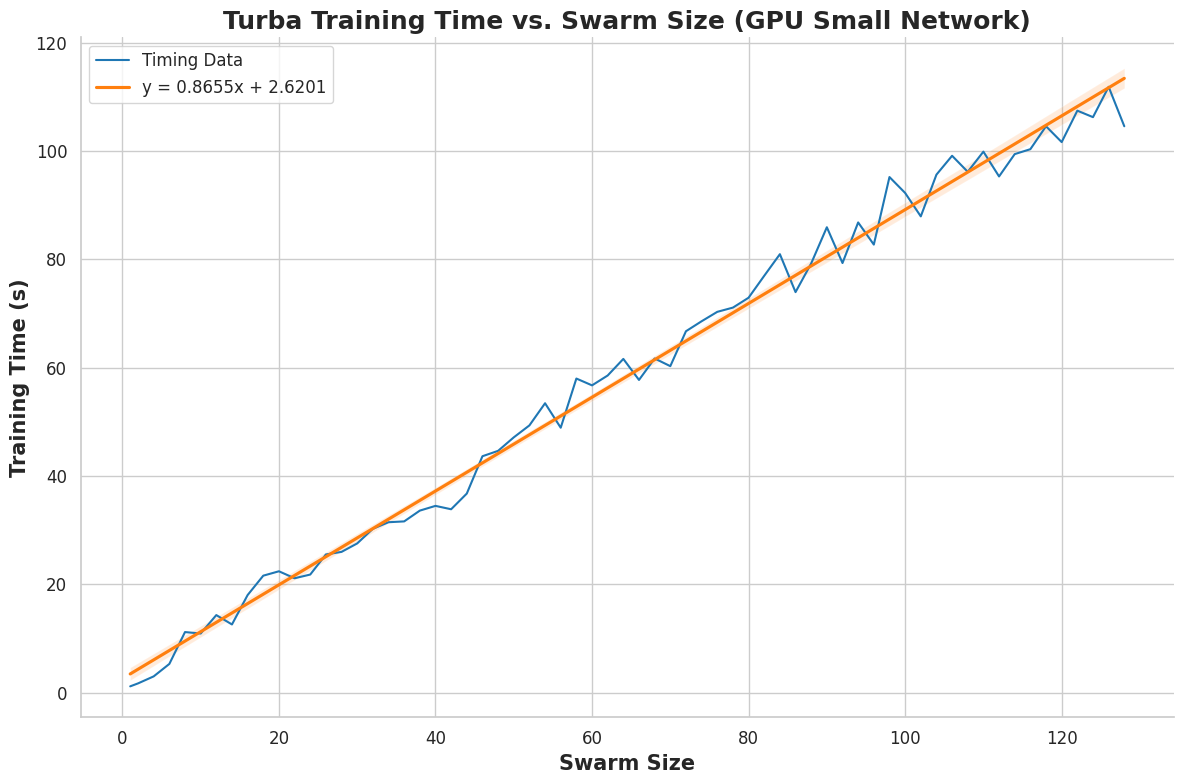 Turba Training Time vs. Swarm Size (GPU Small Network)
Timing Data
y = 0.8655x + 2.6201
Training Time (s)
120
100
80
60
40
20
0
0 20 40 60 80 100 120
Swarm Size